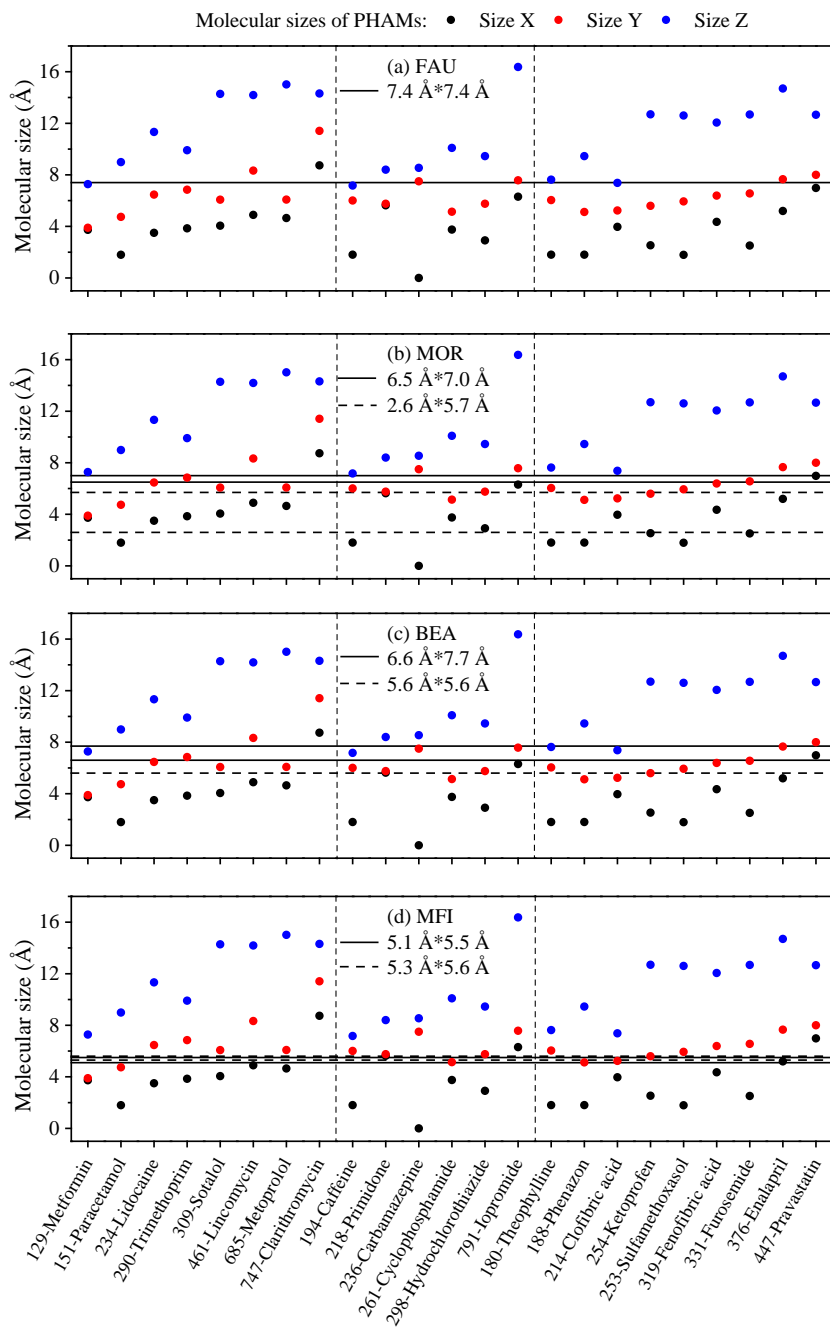 Molecular sizes of PHAMs: Size X Size Y Size Z
16
12
8
4
0
Molecular size (Å)
(a) FAU
7.4 Å*7.4 Å
16
12
8
4
0
Molecular size (Å)
(b) MOR
6.5 Å*7.0 Å
2.6 Å*5.7 Å
16
12
8
4
0
Molecular size (Å)
(c) BEA
6.6 Å*7.7 Å
5.6 Å*5.6 Å
16
12
8
4
0
Molecular size (Å)
(d) MFI
5.1 Å*5.5 Å
5.3 Å*5.6 Å
129-Metformin
151-Paracetamol
234-Lidocaine
290-Trimethoprim
309-Sotalol
461-Lincomycin
685-Metoprolol
747-Clarithromycin
194-Caffeine
218-Primidone
236-Carbamazepine
261-Cyclophosphamide
298-Hydrochlorothiazide
791-Iopromide
180-Theophylline
188-Phenazon
214-Clofibric acid
254-Ketoprofen
253-Sulfamethoxasol
319-Fenofibric acid
331-Furosemide
376-Enalapril
447-Pravastatin